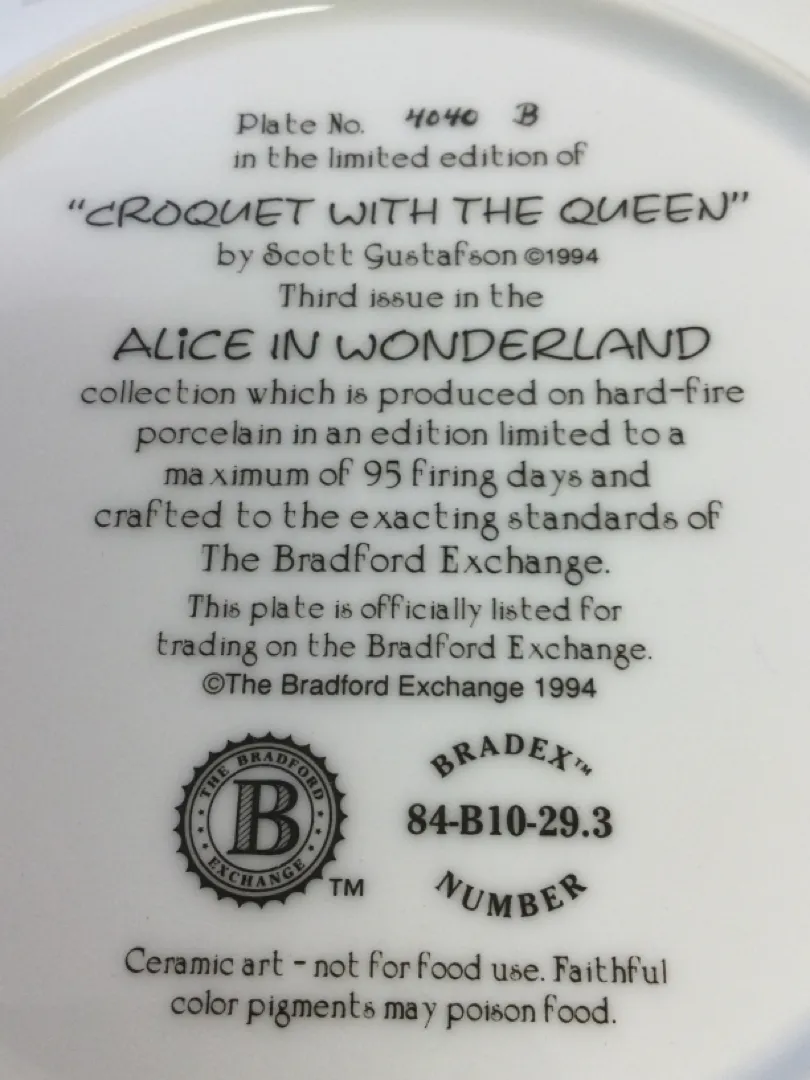 Plate No. 4040 B
in the limited edition of
"CROQUET WITH THE QUEEN"
by Scott Gustafson ©1994
Third issue in the
ALiCE IN WONDERLAND
collection which is produced on hard-fire
porcelain in an edition limited to a
maximum of 95 firing days and
crafted to the exacting standards of
The Bradford Exchange.
This plate is officially listed for
trading on the Bradford Exchange.
©The Bradford Exchange 1994
THE BRADFORD
B
EXCHANGE
TM
BRADEX™
84-B10-29.3
NUMBER
Ceramic art - not for food use. Faithful
color pigments may poison food.